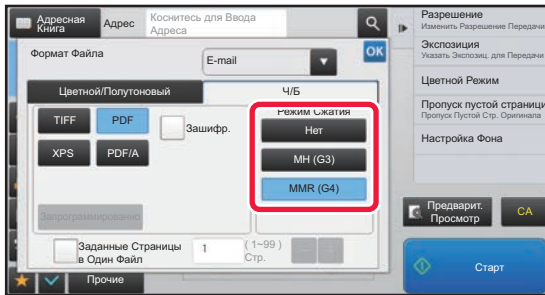 Адресная
Книга
Адрес
Коснитесь для Ввода
Адреса
Формат Файла
E-mail
OK
Цветной/Полутоновый
Ч/Б
TIFF
PDF
Зашифр.
XPS
PDF/A
Запрограммированно
Режим Сжатия
Нет
MH (G3)
MMR (G4)
Заданные Страницы
в Один Файл
1
(1~99)
Стр.
Прочие
Разрешение
Изменить Разрешение Передачи
Экспозиция
Указать Экспозиц. для Передачи
Цветной Режим
Пропуск пустой страницы
Пропуск Пустой Стр. Оригинала
Настройка Фона
Предварит.
Просмотр
CA
Старт